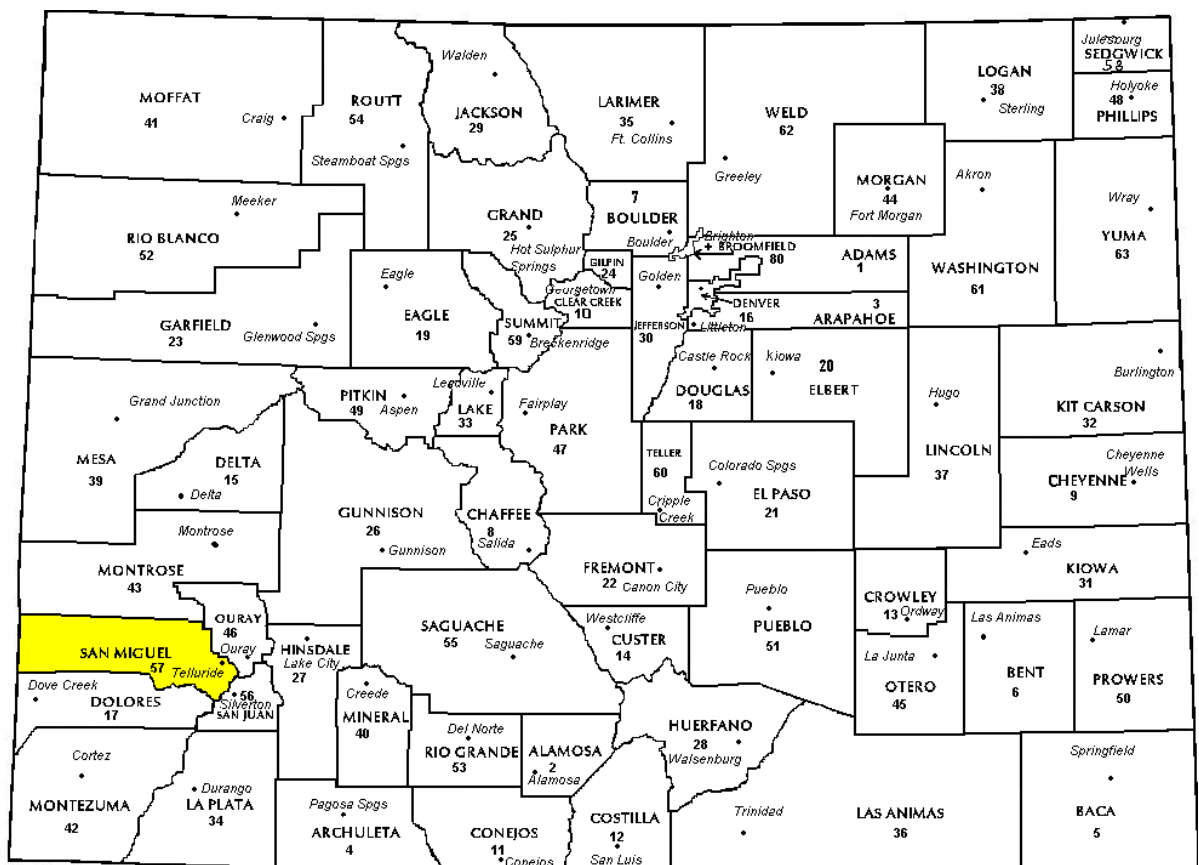 Julesburg
SEDGWICK
58
Walden
LOGAN
38
Sterling
Holyoke
48
PHILLIPS
MOFFAT
41
Craig
ROUTT
54
Steamboat Spgs
JACKSON
29
LARIMER
35
Ft. Collins
WELD
62
Greeley
MORGAN
44
Fort Morgan
Akron
WASHINGTON
61
Wray
YUMA
63
Meeker
RIO BLANCO
52
GRAND
25
Hot Sulphur
Springs
7
BOULDER
Boulder
Brighton
+ BROOMFIELD
80
ADAMS
1
GILPIN
24
Golden
Georgetown
CLEAR CREEK
10
DENVER
16
3
ARAPAHOE
Littleton
JEFFERSON
30
GARFIELD
23
Glenwood Spgs
Eagle
EAGLE
19
SUMMIT
59
Breckenridge
Castle Rock
DOUGLAS
18
Kiowa
20
ELBERT
Hugo
LINCOLN
37
Burlington
KIT CARSON
32
Grand Junction
MESA
39
PITKIN
49
Aspen
Leadville
LAKE
33
Fairplay
PARK
47
TELLER
60
Cripple
Creek
Colorado Spgs
EL PASO
21
Cheyenne
Wells
CHEYENNE
9
DELTA
15
Delta
GUNNISON
26
Gunnison
CHAFFEE
8
Salida
Montrose
MONTROSE
43
FREMONT
22
Canon City
Eads
KIOWA
31
OURAY
46
Ouray
SAN MIGUEL
57
Telluride
HINSDALE
Lake City
27
SAGUACHE
55
Saguache
Westcliffe
CUSTER
14
Pueblo
PUEBLO
51
CROWLEY
13
Ordway
Las Animas
BENT
6
Lamar
PROWERS
50
La Junta
OTERO
45
Dove Creek
DOLORES
17
56
Silverton
SAN JUAN
Creede
MINERAL
40
Del Norte
RIO GRANDE
53
ALAMOSA
2
Alamosa
HUERFANO
28
Walsenburg
Cortez
MONTEZUMA
42
Durango
LA PLATA
34
Pagosa Spgs
ARCHULETA
4
CONEJOS
11
Conejos
COSTILLA
12
San Luis
Trinidad
LAS ANIMAS
36
Springfield
BACA
5